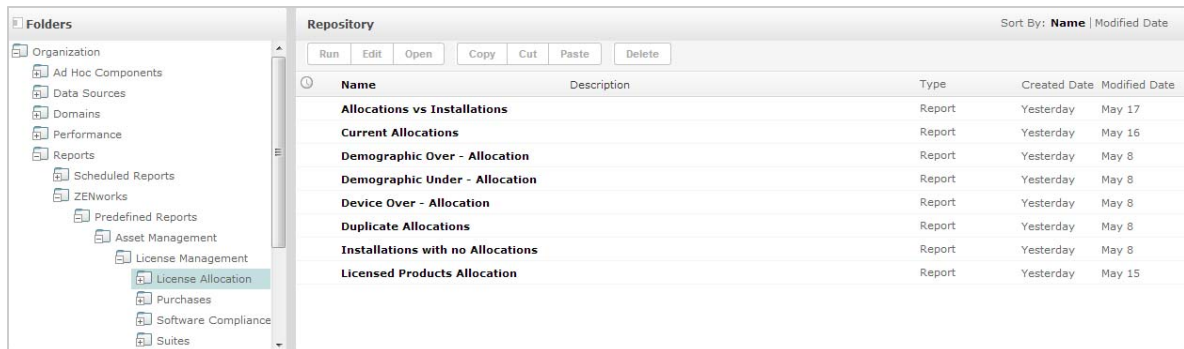 Folders
Organization
Ad Hoc Components
Data Sources
Domains
Performance
Reports
Scheduled Reports
ZENworks
Predefined Reports
Asset Management
License Management
License Allocation
Purchases
Software Compliance
Suites
Repository
Sort By: Name | Modified Date
Run Edit Open Copy Cut Paste Delete
Name Description Type Created Date Modified Date
Allocations vs Installations Report Yesterday May 17
Current Allocations Report Yesterday May 16
Demographic Over - Allocation Report Yesterday May 8
Demographic Under - Allocation Report Yesterday May 8
Device Over - Allocation Report Yesterday May 8
Duplicate Allocations Report Yesterday May 8
Installations with no Allocations Report Yesterday May 8
Licensed Products Allocation Report Yesterday May 15